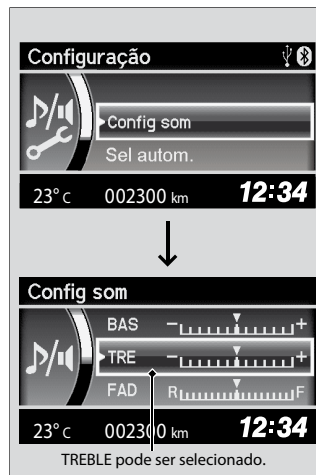 Configuração
Config som
Sel autom.
23°C 002300 km 12:34
Config som
BAS - +
TRE - +
FAD R F
23°C 002300 km 12:34
TREBLE pode ser selecionado.